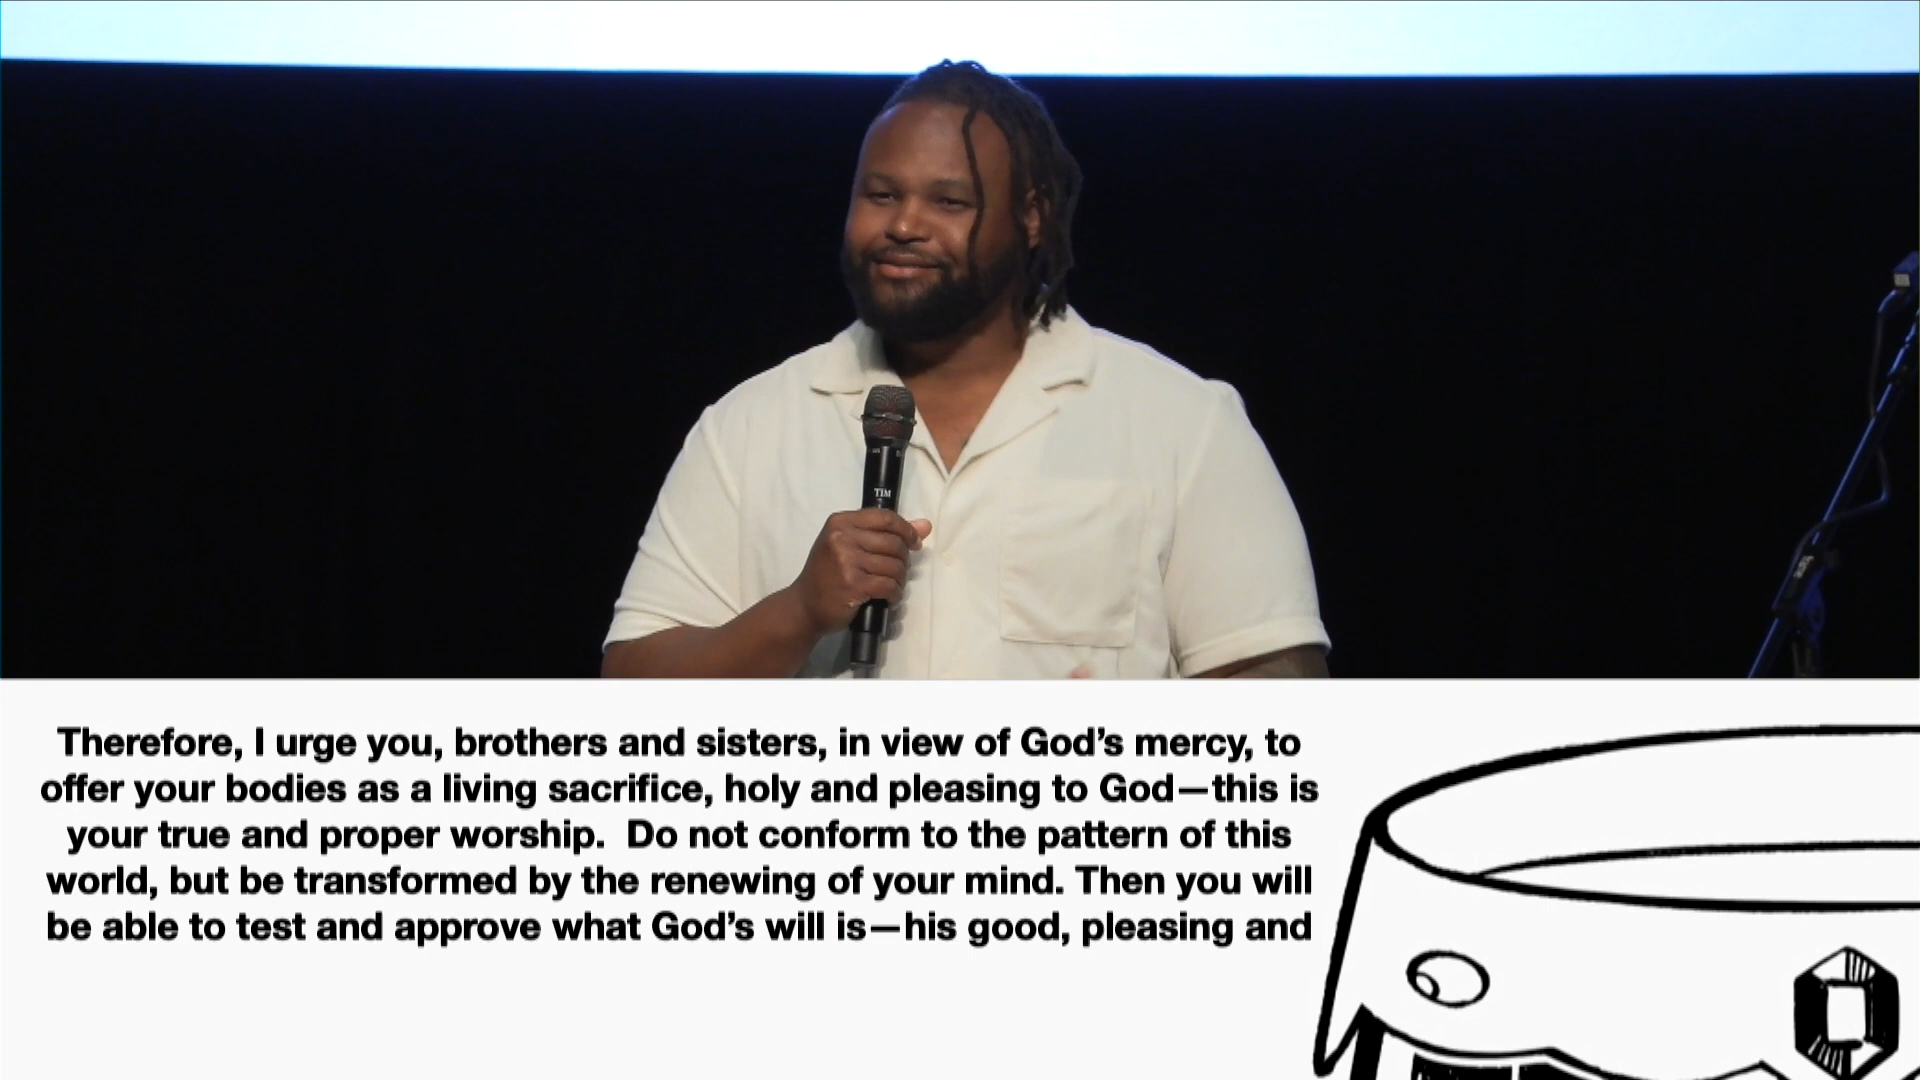 TIM
Therefore, I urge you, brothers and sisters, in view of God’s mercy, to
offer your bodies as a living sacrifice, holy and pleasing to God—this is
your true and proper worship.  Do not conform to the pattern of this
world, but be transformed by the renewing of your mind. Then you will
be able to test and approve what God’s will is—his good, pleasing and